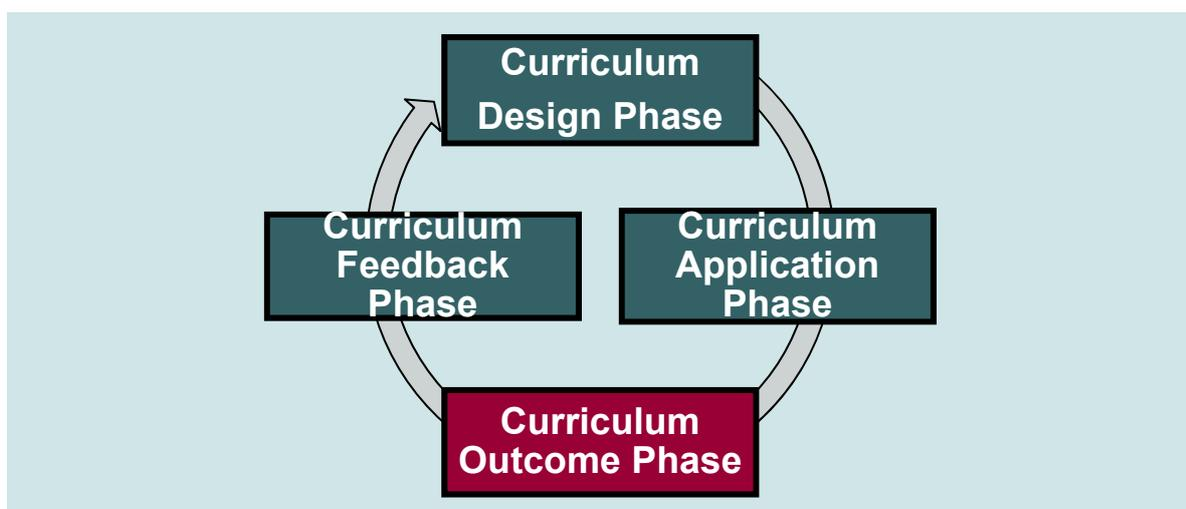 Curriculum
Design Phase
Curriculum
Feedback
Phase
Curriculum
Application
Phase
Curriculum
Outcome Phase